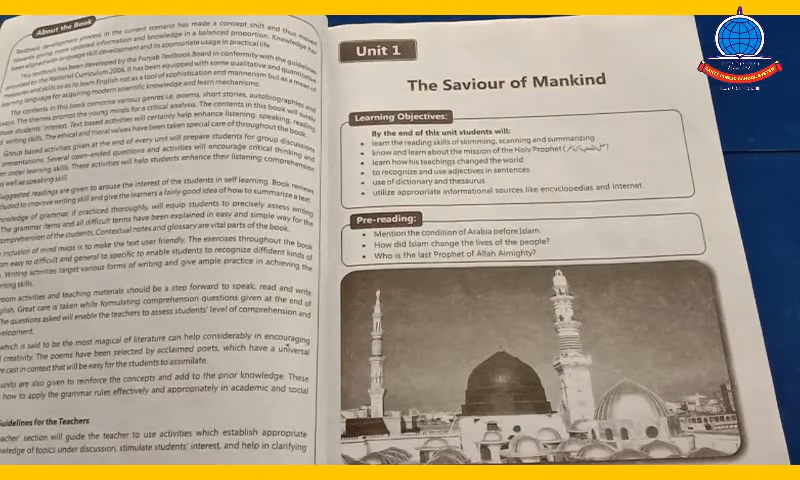 About the Book
Textbook development process in the current scenario has made a concept shift and thus moved
towards giving more updated information and knowledge in a balanced proportion. Knowledge has
been aligned with language skill development and its appropriate usage in practical life.
This textbook has been developed by the Punjab Textbook Board in conformity with the guidelines
provided by the National Curriculum 2006. It has been equipped with some qualitative and quantitative
measures and skills so as to learn English not as a tool of sophistication and mannerism but as a mean of
learning language for acquiring modern scientific knowledge and learn mechanisms.
The contents in this book comprise various genres i.e. poems, short stories, autobiographies and
The themes prompt the young minds for a critical analysis. The contents in this book will surely
students' interest. Text based activities will certainly help enhance listening, speaking, reading
writing skills. The ethical and moral values have been taken special care of throughout the book.
Group based activities given at the end of every unit will prepare students for group discussions
presentations. Several open-ended questions and activities will encourage critical thinking and
order learning skills. These activities will help students enhance their listening comprehension
as well as speaking skill.
Suggested readings are given to arouse the interest of the students in self learning. Book reviews
included to improve writing skill and give the learners a fairly good idea of how to summarize a text.
knowledge of grammar, if practiced thoroughly, will equip students to precisely assess writing
The grammar items and all difficult terms have been explained in easy and simple way for the
comprehension of the students. Contextual notes and glossary are vital parts of the book.
inclusion of mind maps is to make the text user friendly. The exercises throughout the book
from easy to difficult and general to specific to enable students to recognize diffident kinds of
Writing activities target various forms of writing and give ample practice in achieving the
writing skills.
room activities and teaching materials should be a step forward to speak, read and write
English. Great care is taken while formulating comprehension questions given at the end of
The questions asked will enable the teachers to assess students' level of comprehension and
development.
which is said to be the most magical of literature can help considerably in encouraging
creativity. The poems have been selected by acclaimed poets, which have a universal
cast in context that will be easy for the students to assimilate.
units are also given to reinforce the concepts and add to the prior knowledge. These
how to apply the grammar rules effectively and appropriately in academic and social
Guidelines for the Teachers
teacher' section will guide the teacher to use activities which establish appropriate
knowledge of topics under discussion, stimulate students' interest, and help in clarifying
Unit 1
The Saviour of Mankind
Learning Objectives:
By the end of this unit students will:
• learn the reading skills of skimming, scanning and summarizing
• know and learn about the mission of the Holy Prophet
• learn how his teachings changed the world
• to recognize and use adjectives in sentences
• use of dictionary and thesaurus
• utilize appropriate informational sources like encyclopedias and internet
Pre-reading:
• Mention the condition of Arabia before Islam.
• How did Islam change the lives of the people?
• Who is the last Prophet of Allah Almighty?
PUBLIC SCHOOL SYSTEM